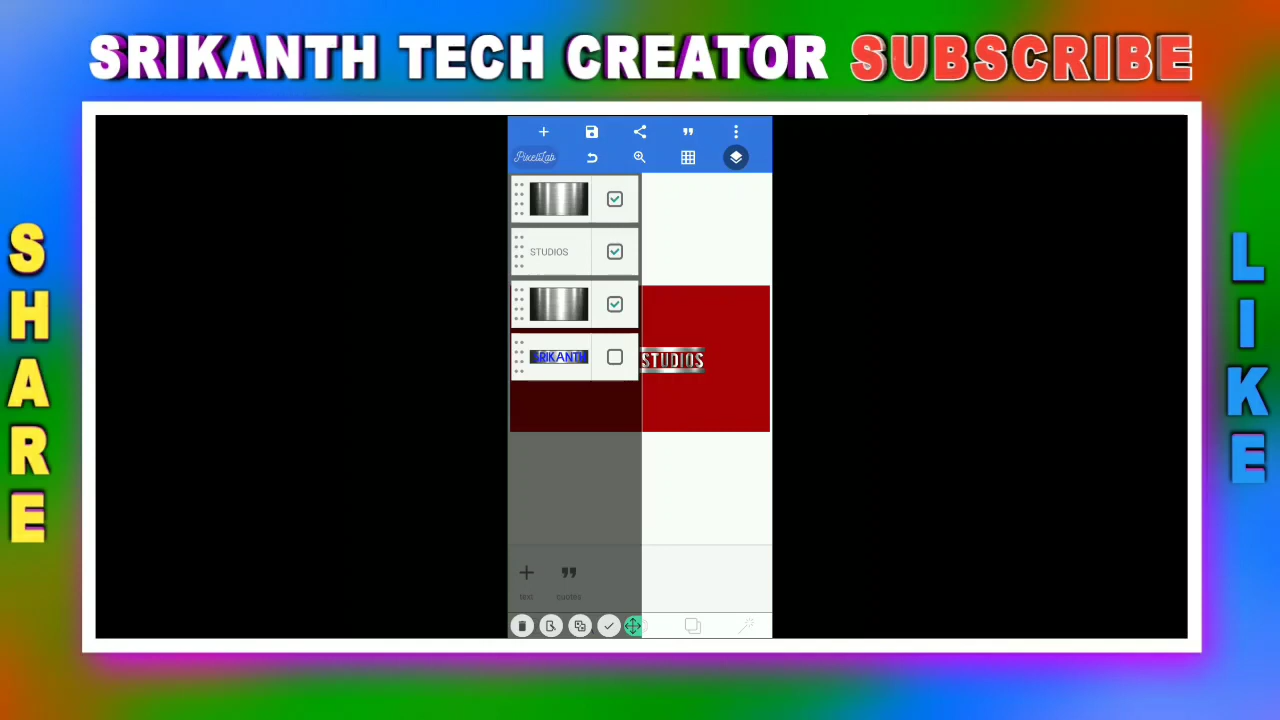 SRIKANTH TECH CREATOR SUBSCRIBE
SHARE
PixelLab
STUDIOS
SRIKANTH
STUDIOS
text
quotes
LIKE